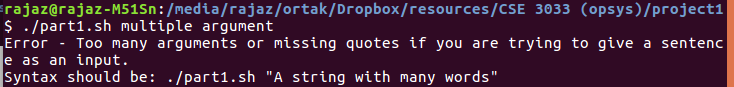 rajaz@rajaz-M51Sn:/media/rajaz/ortak/Dropbox/resources/CSE 3033 (opsys)/project1
$ ./part1.sh multiple argument
Error - Too many arguments or missing quotes if you are trying to give a sentenc
e as an input.
Syntax should be: ./part1.sh "A string with many words"